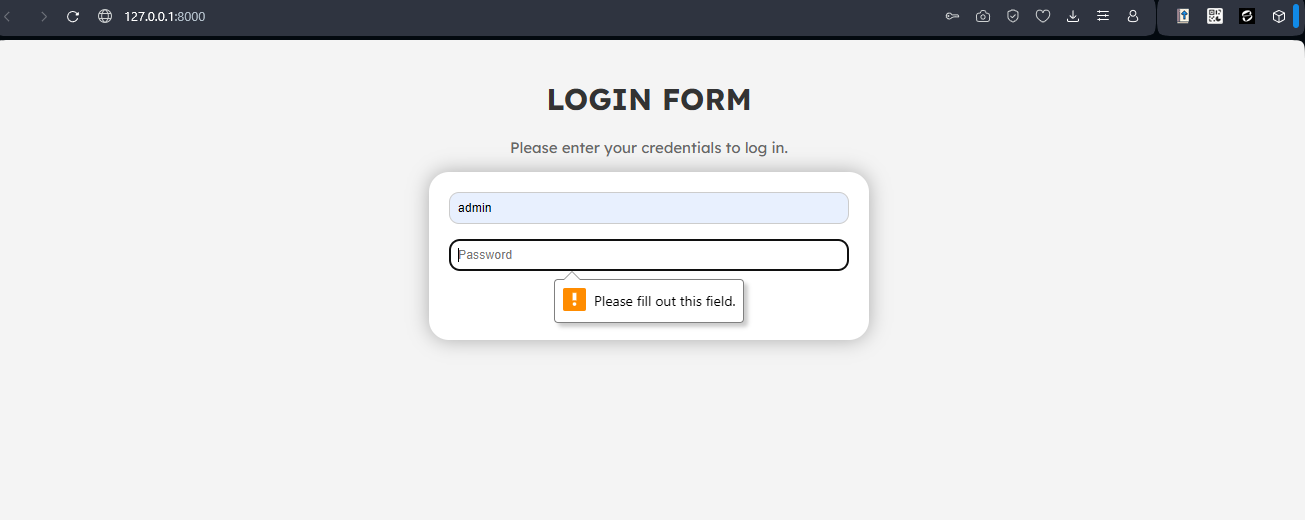 127.0.0.1:8000
LOGIN FORM
Please enter your credentials to log in.
admin
Password
Please fill out this field.